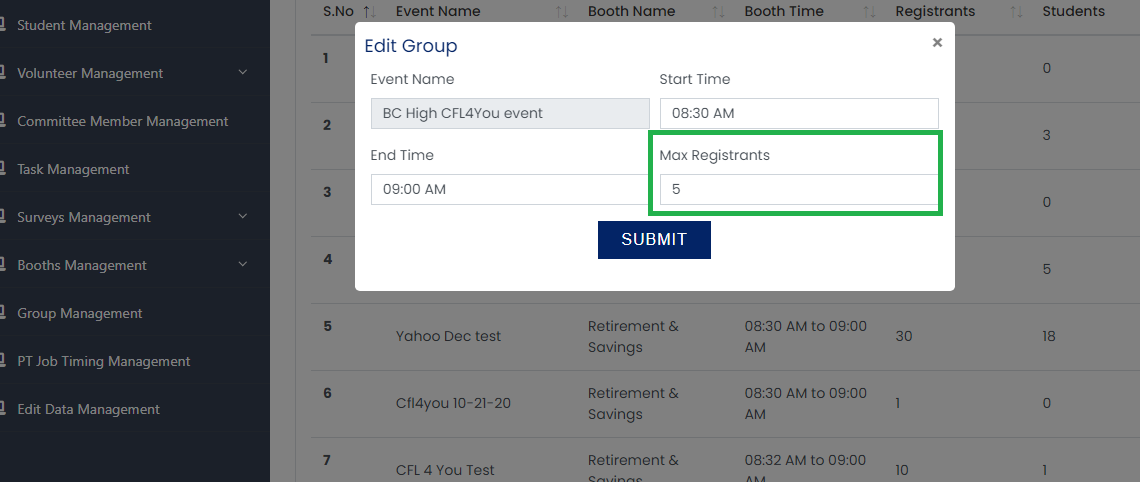 Student Management
Volunteer Management
Committee Member Management
Task Management
Surveys Management
Booths Management
Group Management
PT Job Timing Management
Edit Data Management
S.No Event Name Booth Name Booth Time Registrants Students
Edit Group ×
Event Name Start Time
BC High CFL4You event 08:30 AM
End Time Max Registrants
09:00 AM 5
SUBMIT
1 0
2 3
3 0
4 5
5 Yahoo Dec test Retirement & 08:30 AM to 09:00 30 18
Savings AM
6 Cfl4you 10-21-20 Retirement & 08:30 AM to 09:00 1 0
Savings AM
7 CFL 4 You Test Retirement & 08:32 AM to 09:00 10 1
Savings AM